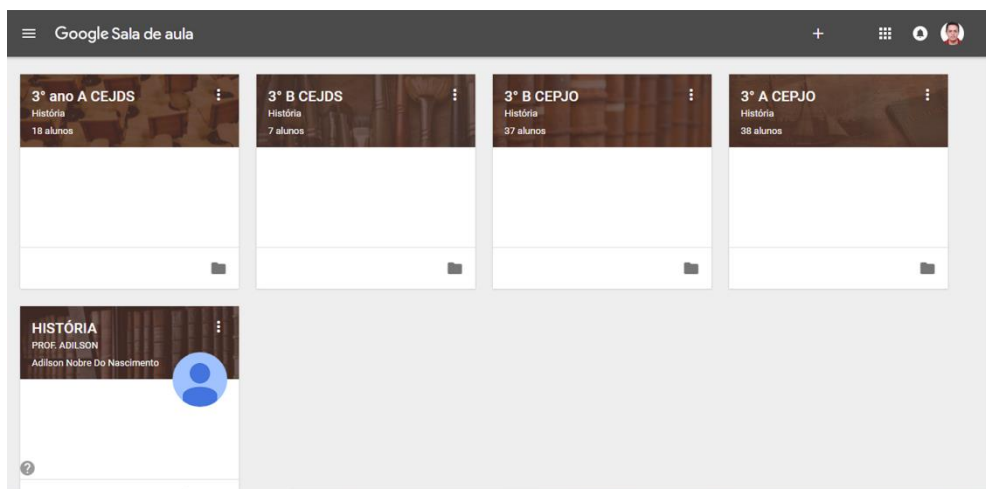 Google Sala de aula
3° ano A CEJDS
História
18 alunos
3° B CEJDS
História
7 alunos
3° B CEPJO
História
37 alunos
3° A CEPJO
História
38 alunos
HISTÓRIA
PROF. ADILSON
Adilson Nobre Do Nascimento